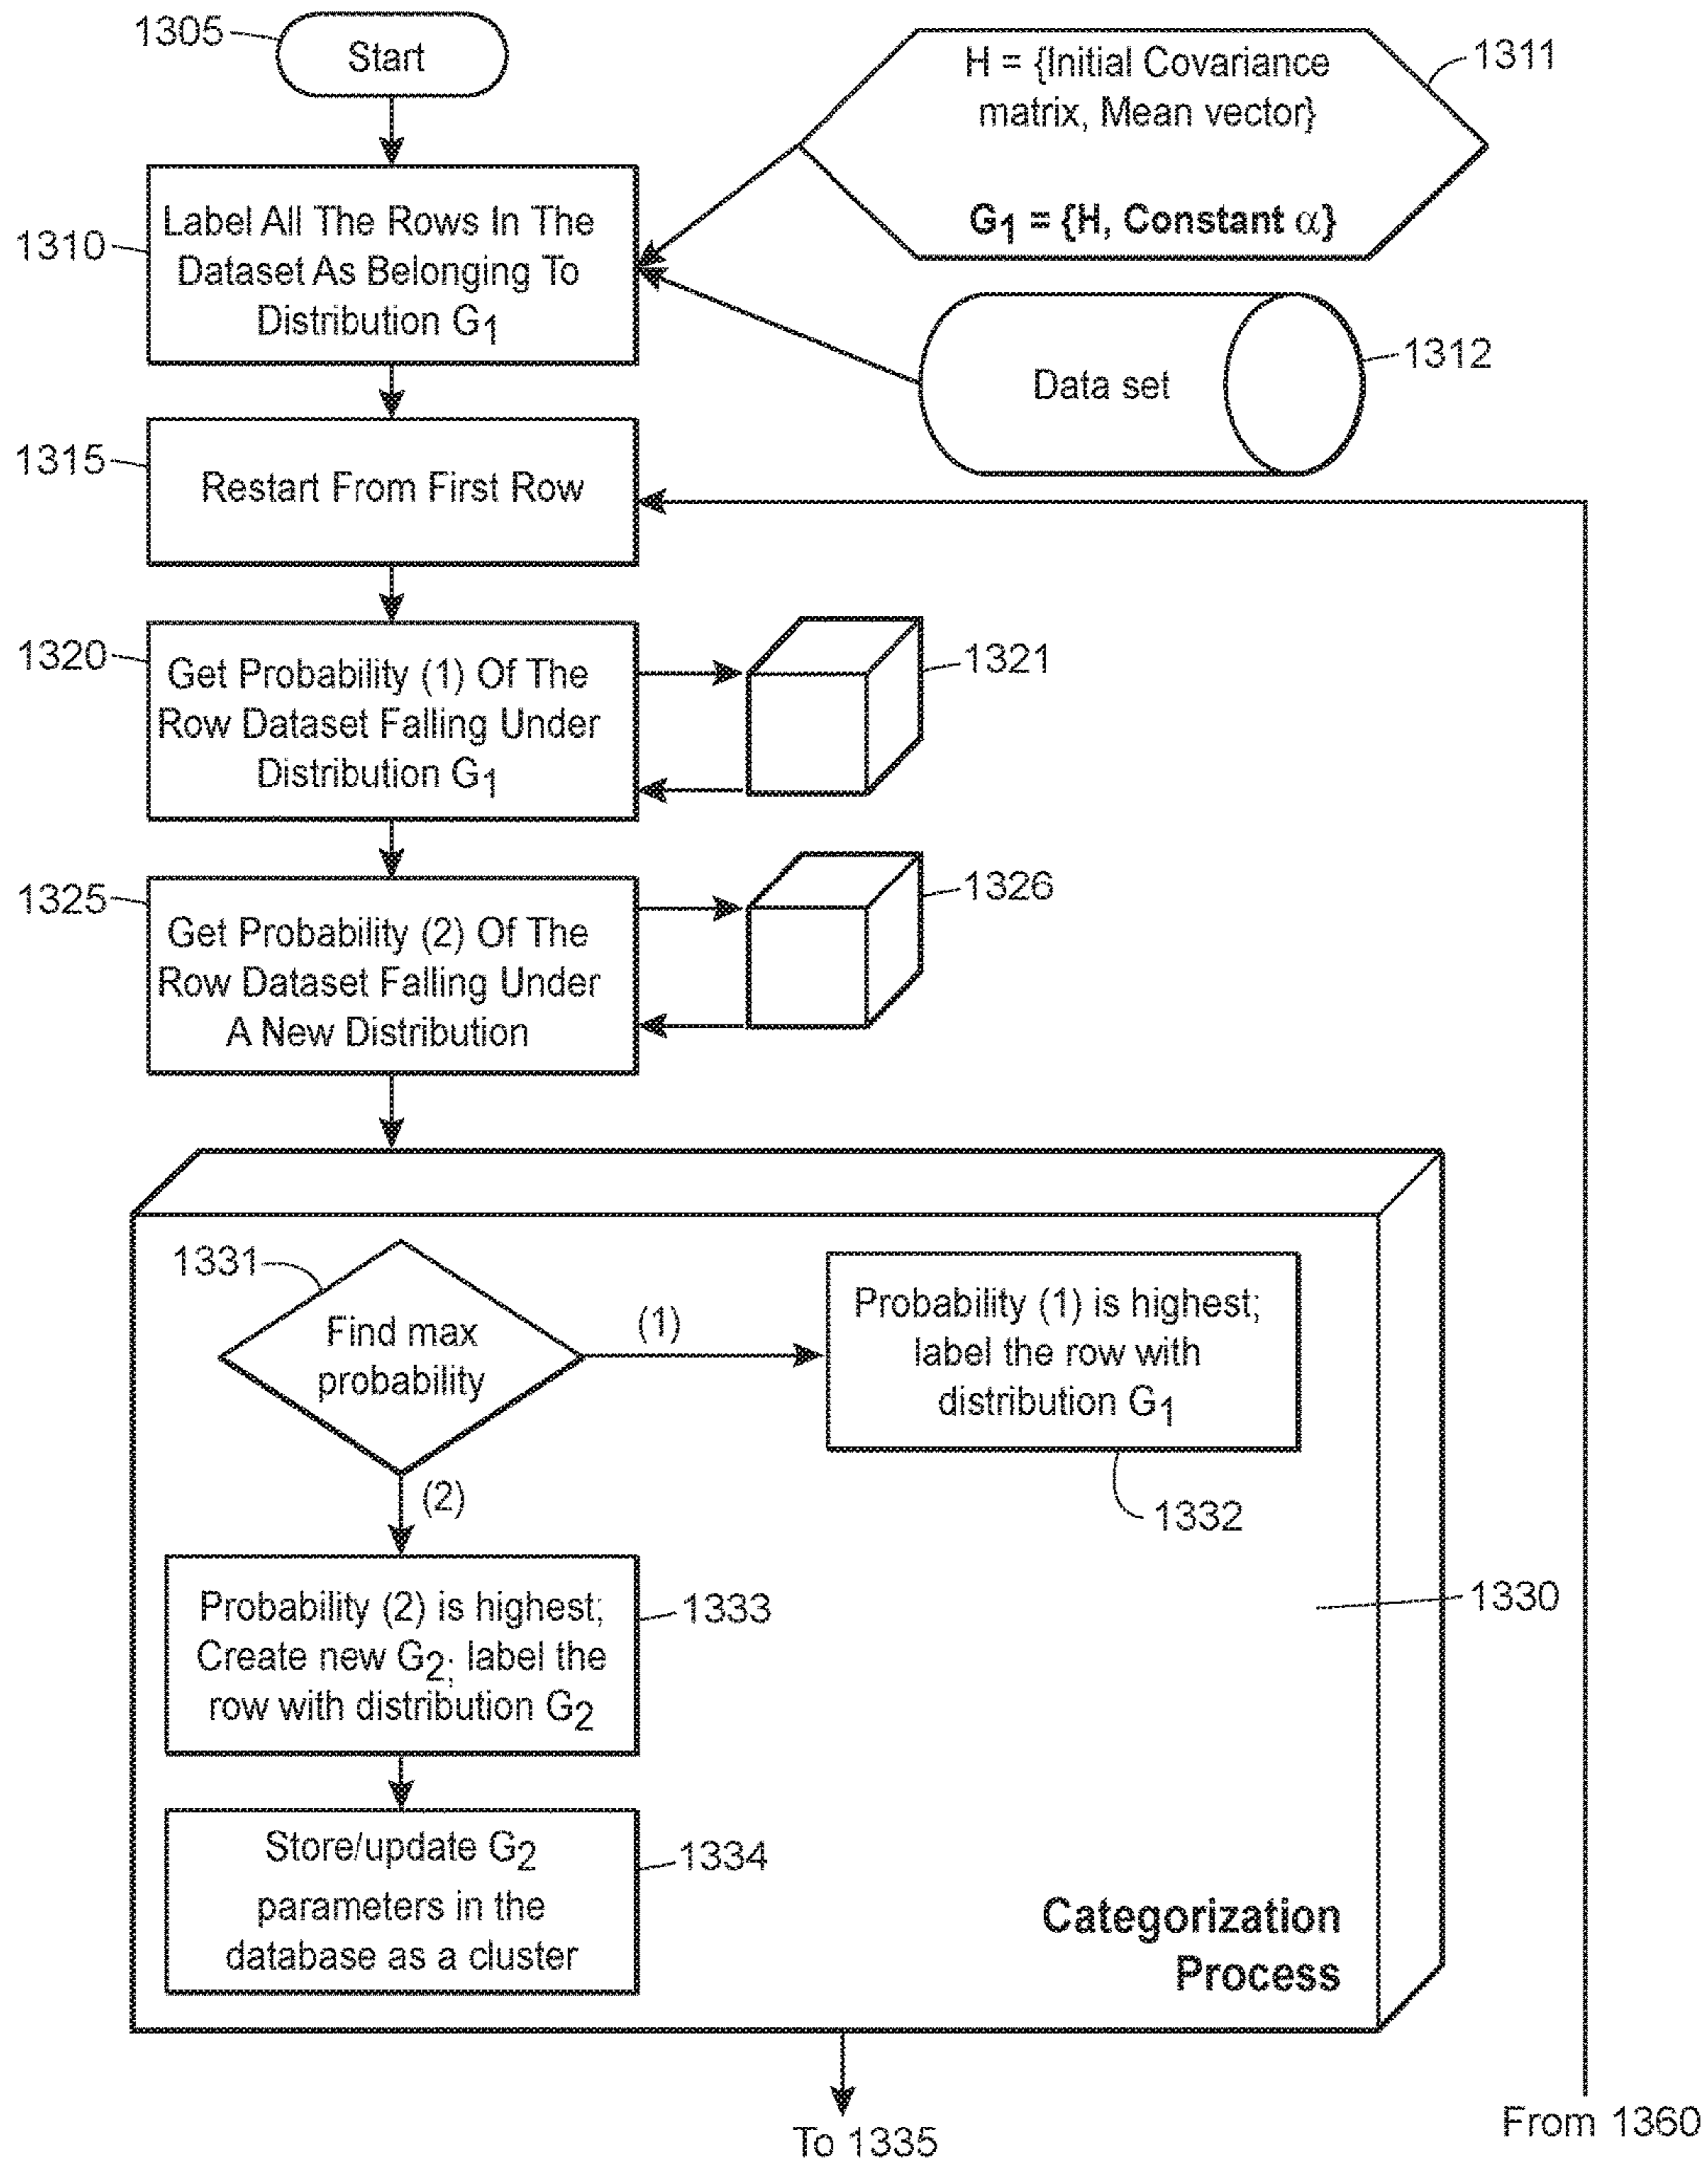 1305
Start
H = {Initial Covariance
matrix, Mean vector}
G1 = {H, Constant α}
1311
1310
Label All The Rows In The
Dataset As Belonging To
Distribution G1
Data set
1312
1315
Restart From First Row
1320
Get Probability (1) Of The
Row Dataset Falling Under
Distribution G1
1321
1325
Get Probability (2) Of The
Row Dataset Falling Under
A New Distribution
1326
1331
Find max
probability
(1)
Probability (1) is highest;
label the row with
distribution G1
1332
(2)
Probability (2) is highest;
Create new G2; label the
row with distribution G2
1333
1330
Store/update G2
parameters in the
database as a cluster
1334
Categorization
Process
To 1335
From 1360